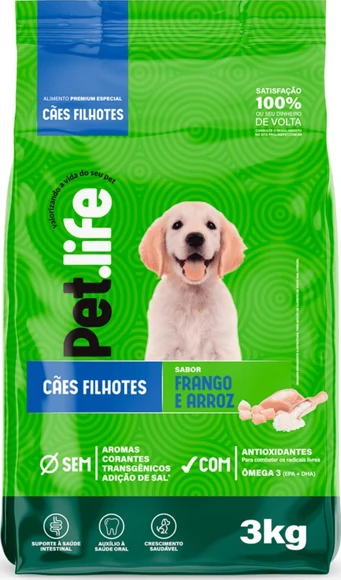 ALIMENTO PREMIUM ESPECIAL
CÃES FILHOTES
SATISFAÇÃO
100%
OU SEU DINHEIRO
DE VOLTA
valorizando a vida do seu pet
Pet.life
CÃES FILHOTES
SABOR
FRANGO
E ARROZ
SEM
AROMAS
CORANTES
TRANSGÊNICOS
ADIÇÃO DE SAL*
COM
ANTIOXIDANTES
Para combater os radicais livres
ÔMEGA 3 (EPA + DHA)
SUPORTE À SAÚDE
INTESTINAL
AUXÍLIO À
SAÚDE ORAL
CRESCIMENTO
SAUDÁVEL
3kg